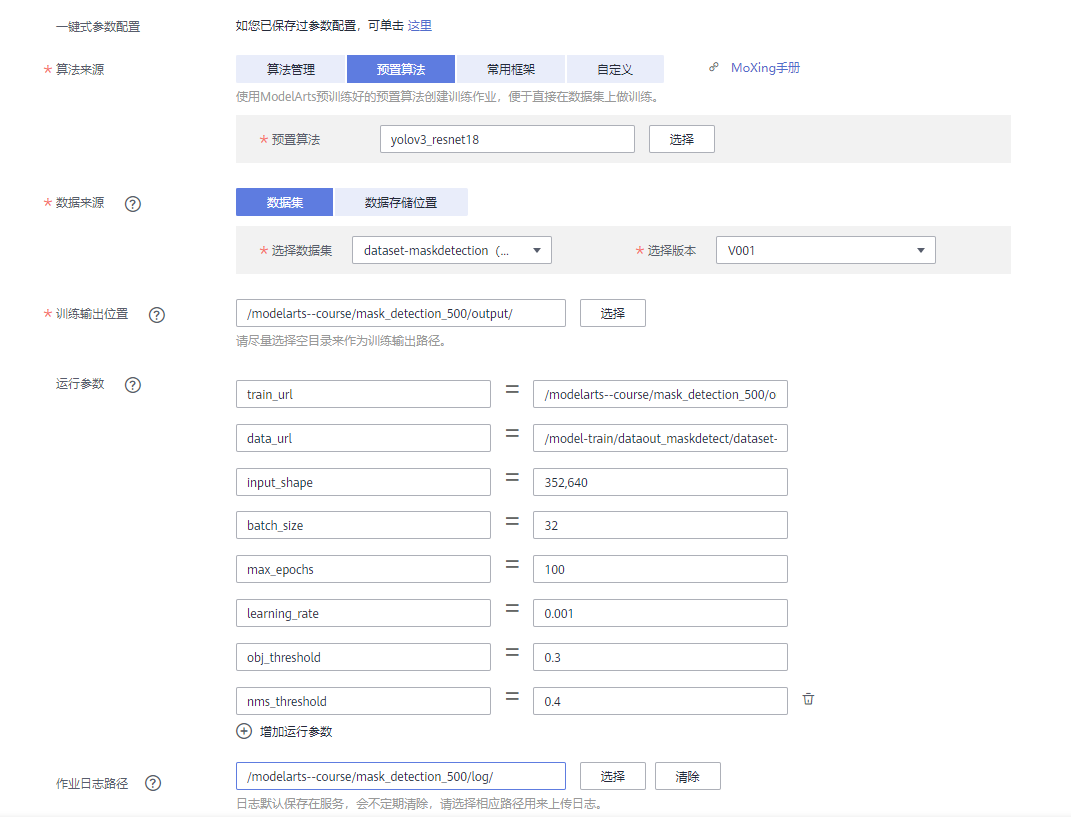 一键式参数配置 如您已保存过参数配置，可单击 这里
* 算法来源 算法管理 预置算法 常用框架 自定义 MoXing手册
使用ModelArts预训练好的预置算法创建训练作业，便于直接在数据集上做训练。
* 预置算法 yolov3_resnet18 选择
* 数据来源 ? 数据集 数据存储位置
* 选择数据集 dataset-maskdetection（... * 选择版本 V001
* 训练输出位置 ? /modelarts--course/mask_detection_500/output/ 选择
请尽量选择空目录来作为训练输出路径。
运行参数 ?
train_url = /modelarts--course/mask_detection_500/o
data_url = /model-train/dataout_maskdetect/dataset-
input_shape = 352,640
batch_size = 32
max_epochs = 100
learning_rate = 0.001
obj_threshold = 0.3
nms_threshold = 0.4
增加运行参数
作业日志路径 ? /modelarts--course/mask_detection_500/log/ 选择 清除
日志默认保存在服务，会不定期清除，请选择相应路径用来上传日志。